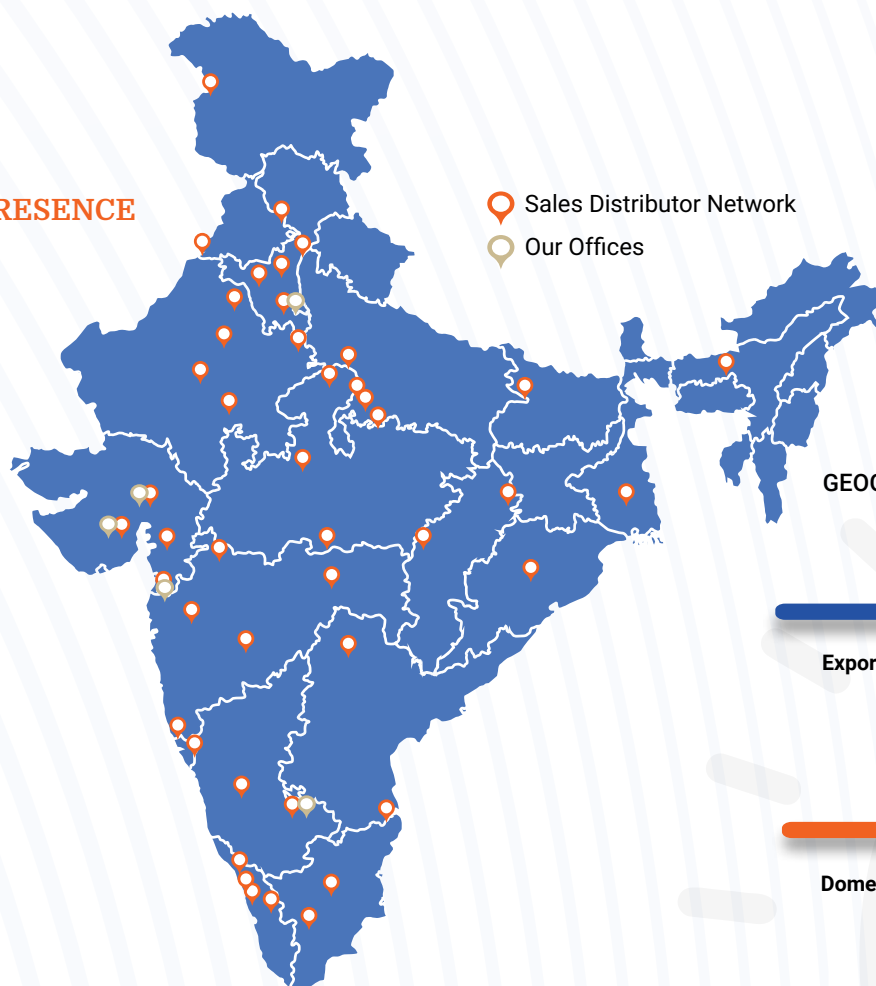 RESENCE
Sales Distributor Network
Our Offices
GEOG
Expor
Dome